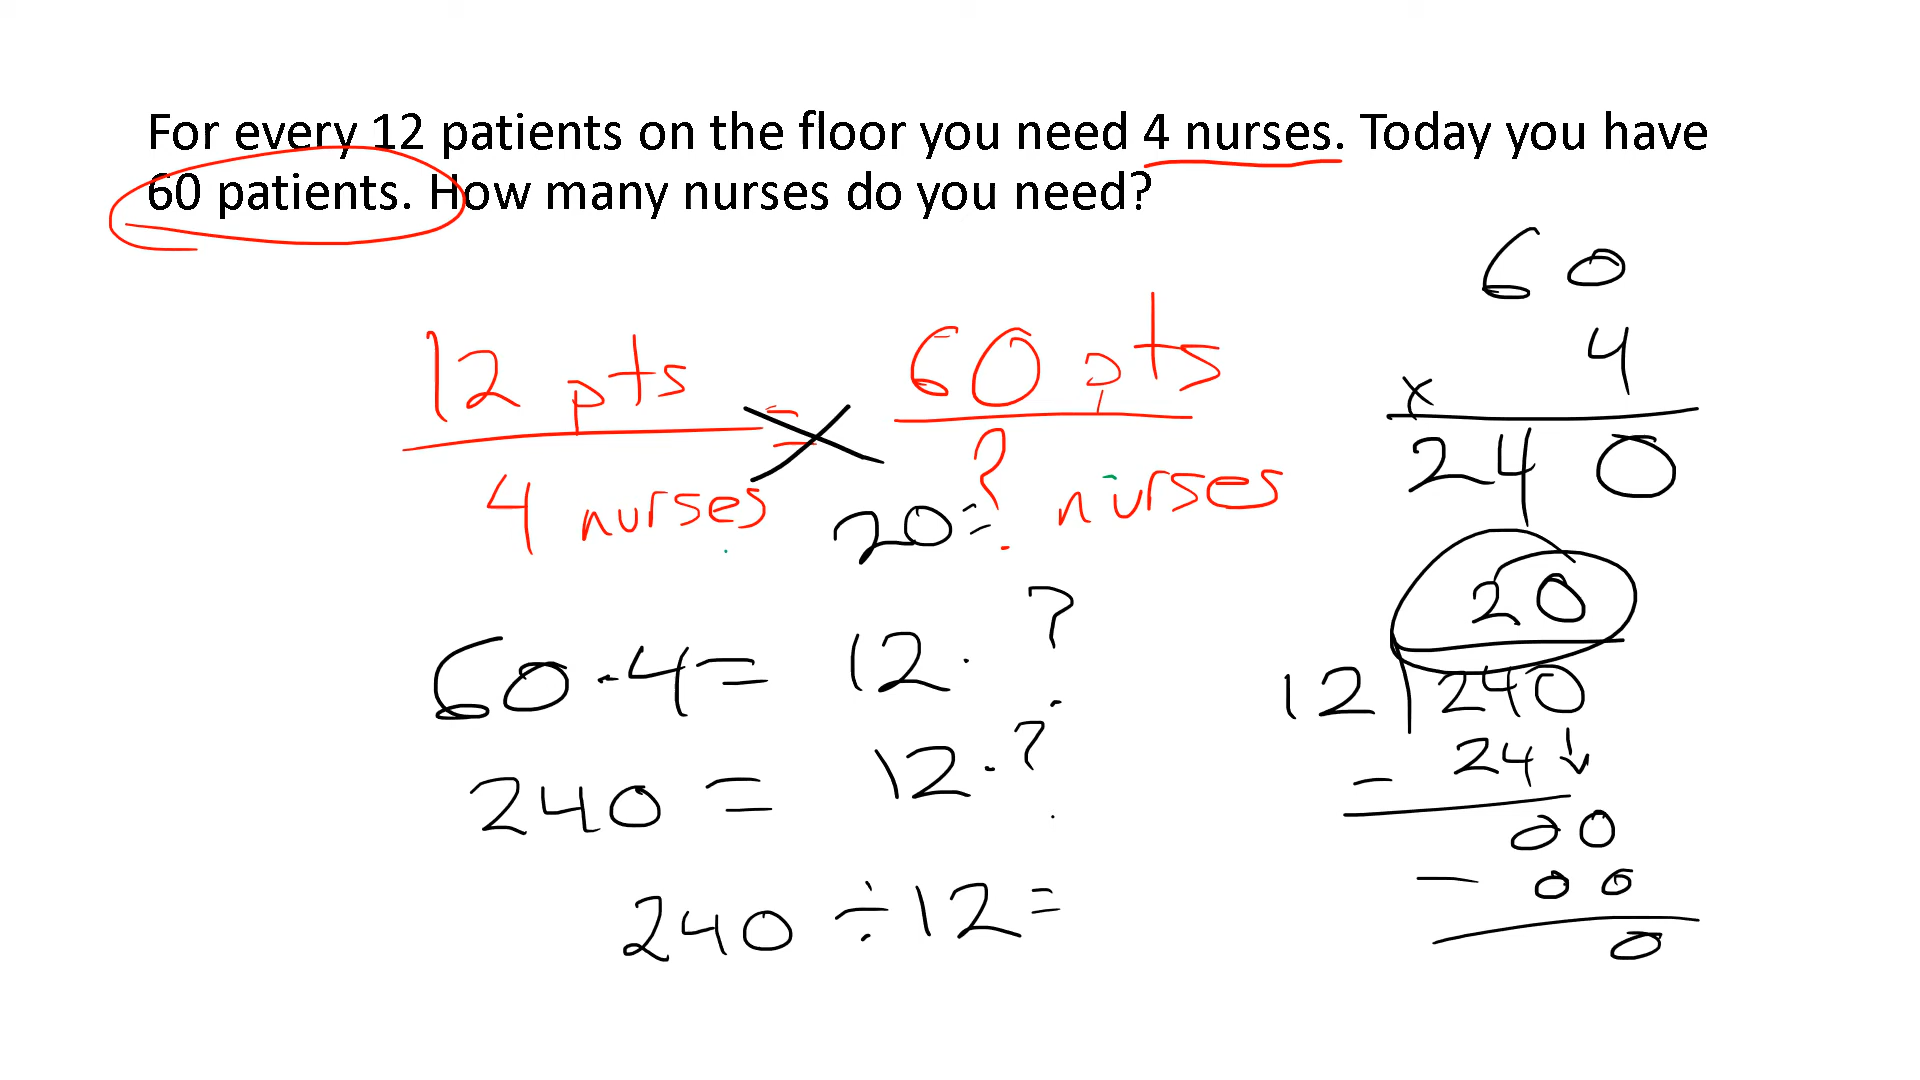 For every 12 patients on the floor you need 4 nurses. Today you have
60 patients. How many nurses do you need?
12 pts = 60 pts
4 nurses 20 = ? nurses
60 · 4 = 12 · ?
240 = 12 · ?
240 ÷ 12 =
60
x 4
240
20
12 240
- 24 ↓
00
- 00
0